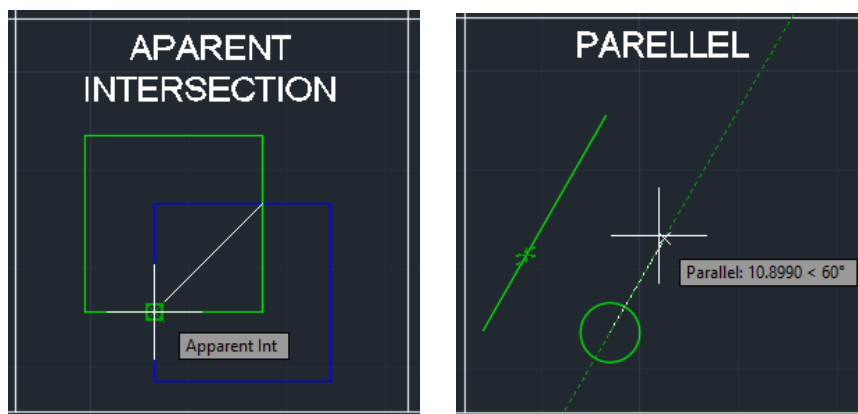 APARENT
INTERSECTION
Apparent Int
PARELLEL
Parallel: 10.8990 < 60°